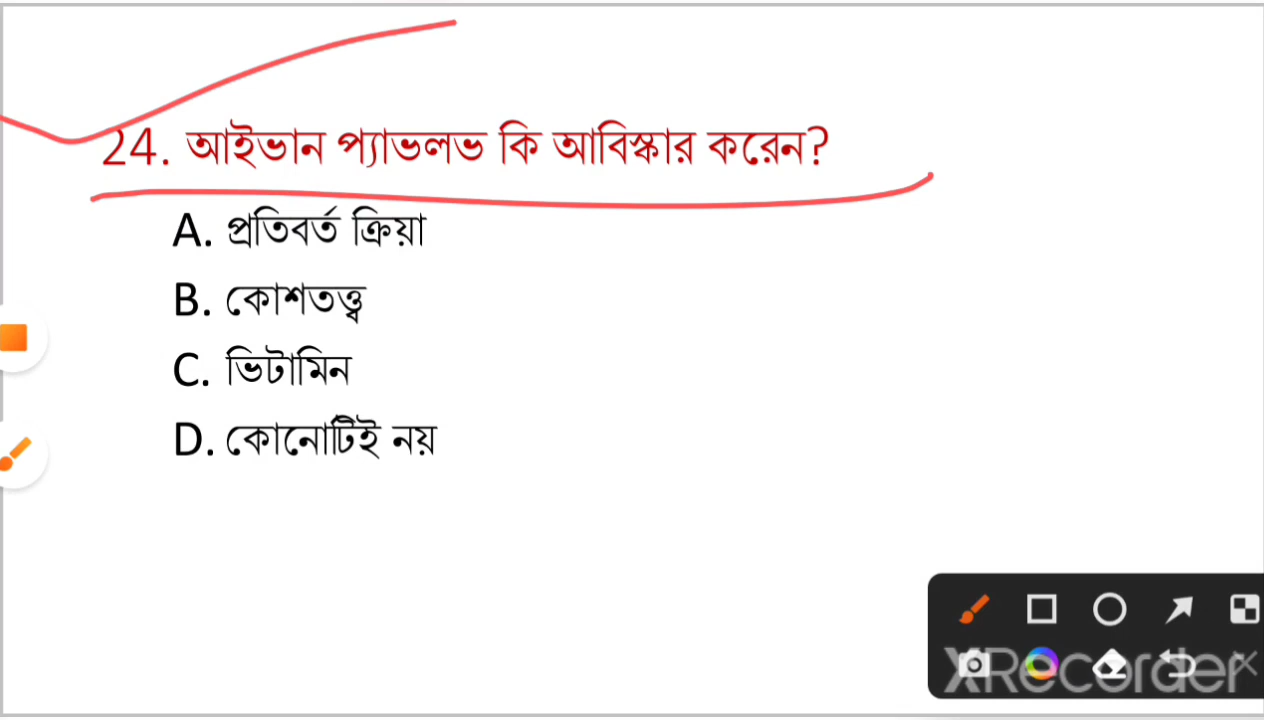 24. আইভান প্যাভলভ কি আবিস্কার করেন?
A. প্রতিবর্ত ক্রিয়া
B. কোশতত্ত্ব
C. ভিটামিন
D. কোনোটিই নয়
XRecorder